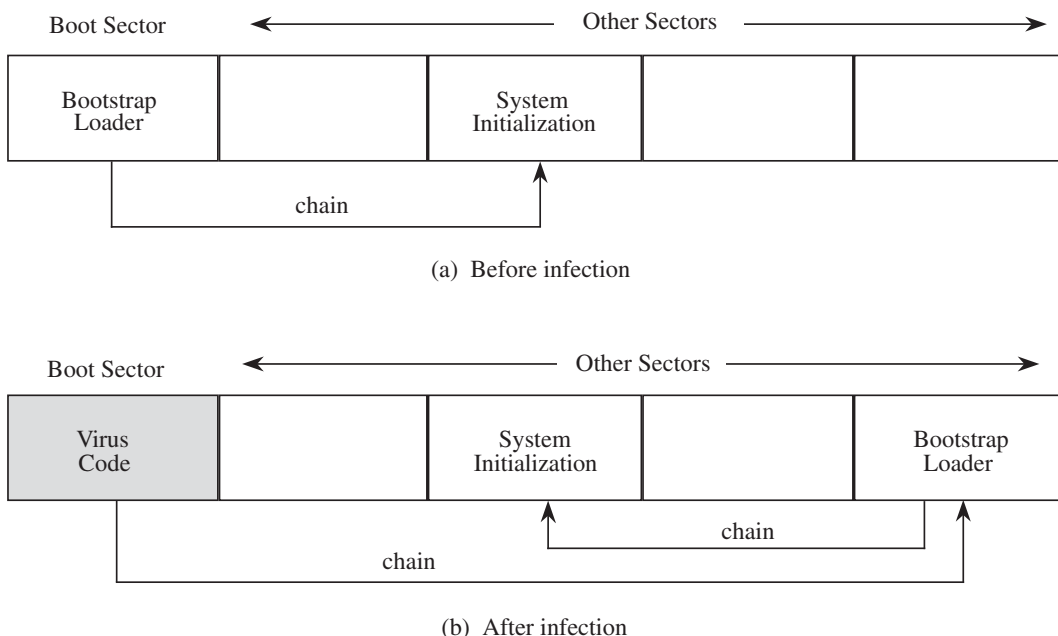 Boot Sector
Other Sectors
Bootstrap
Loader
System
Initialization
chain
(a) Before infection
Boot Sector
Other Sectors
Virus
Code
System
Initialization
Bootstrap
Loader
chain
chain
(b) After infection